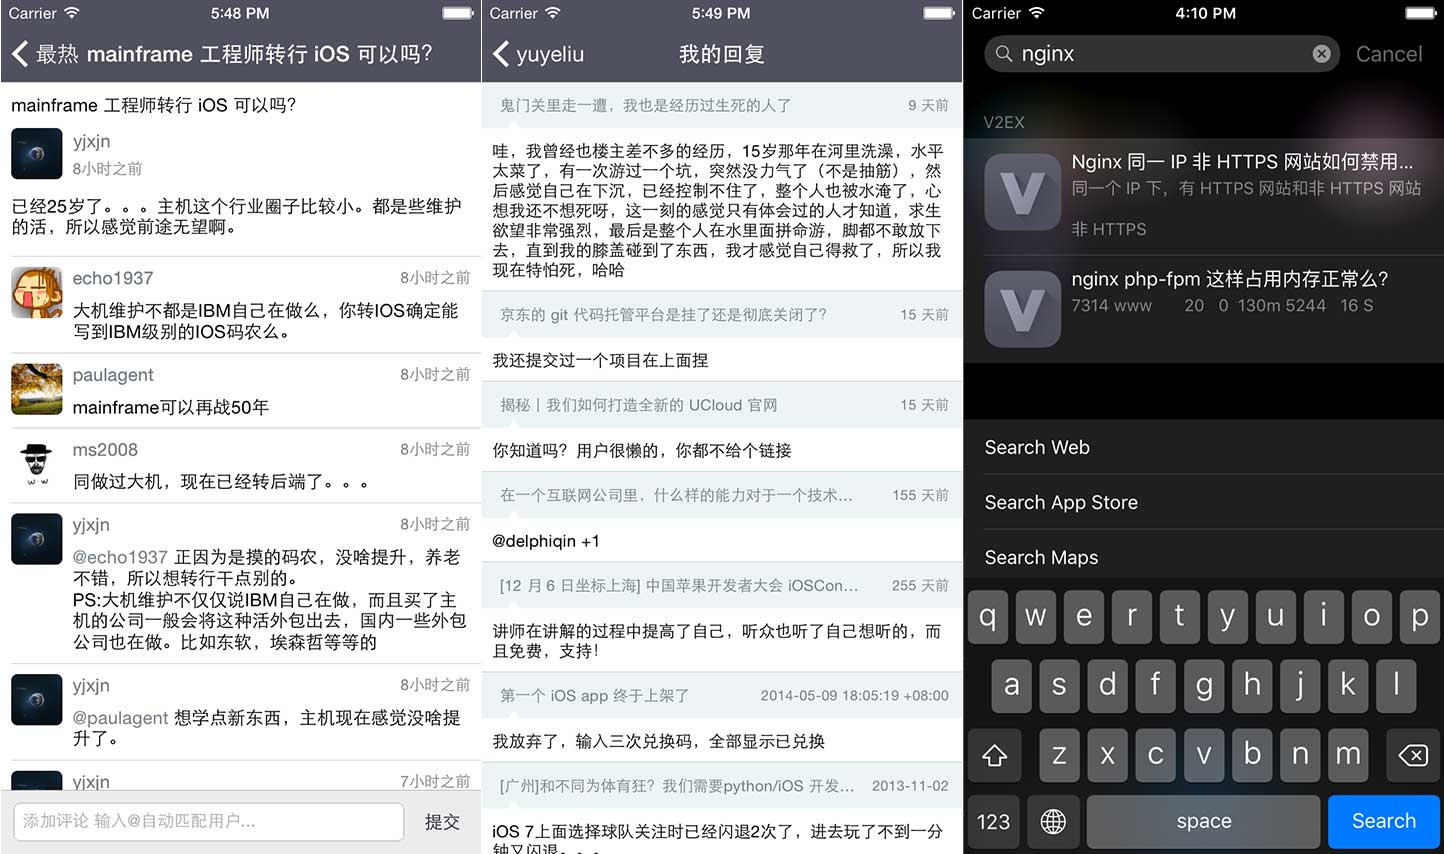 Carrier 5:48 PM
最热 mainframe 工程师转行 iOS 可以吗?
mainframe 工程师转行 iOS 可以吗?
yjxjn
8小时之前
已经25岁了。。。主机这个行业圈子比较小。都是些维护
的活，所以感觉前途无望啊。
echo1937 8小时之前
大机维护不都是IBM自己在做么，你转IOS确定能
写到IBM级别的IOS码农么。
paulagent 8小时之前
mainframe可以再战50年
ms2008 8小时之前
同做过大机，现在已经转后端了。。。
yjxjn 8小时之前
@echo1937 正因为是摸的码农，没啥提升，养老
不错，所以想转行干点别的。
PS:大机维护不仅仅说IBM自己在做，而且买了主
机的公司一般会将这种活外包出去，国内一些外包
公司也在做。比如东软，埃森哲等等的
yjxjn 8小时之前
@paulagent 想学点新东西，主机现在感觉没啥提
升了。
yjxjn 7小时之前
添加评论 输入@自动匹配用户... 提交
Carrier 5:49 PM
yuyeliu 我的回复
鬼门关里走一遭，我也是经历过生死的人了 9 天前
哇，我曾经也楼主差不多的经历，15岁那年在河里洗澡，水平
太菜了，有一次游过一个坑，突然没力气了（不是抽筋），然
后感觉自己在下沉，已经控制不住了，整个人也被水淹了，心
想我还不想死呀，这一刻的感觉只有体会过的人才知道，求生
欲望非常强烈，最后是整个人在水里面拼命游，脚都不敢放下
去，直到我的膝盖碰到了东西，我才感觉自己得救了，所以我
现在特怕死，哈哈
京东的 git 代码托管平台是挂了还是彻底关闭了? 15 天前
我还提交过一个项目在上面捏
揭秘丨我们如何打造全新的 UCloud 官网 15 天前
你知道吗？用户很懒的，你都不给个链接
在一个互联网公司里，什么样的能力对于一个技术... 155 天前
@delphiqin +1
[12 月 6 日坐标上海] 中国苹果开发者大会 iOSCon... 255 天前
讲师在讲解的过程中提高了自己，听众也听了自己想听的，而
且免费，支持！
第一个 iOS app 终于上架了 2014-05-09 18:05:19 +08:00
我放弃了，输入三次兑换码，全部显示已兑换
[广州]和不同为体育狂？我们需要python/iOS 开发... 2013-11-02
iOS 7上面选择球队关注时已经闪退2次了，进去玩了不到一分
钟又闪退。。。
Carrier 4:10 PM
nginx Cancel
V2EX
V
Nginx 同一 IP 非 HTTPS 网站如何禁用...
同一个 IP 下，有 HTTPS 网站和非 HTTPS 网站
非 HTTPS
V
nginx php-fpm 这样占用内存正常么?
7314 www 20 0 130m 5244 16 S
Search Web
Search App Store
Search Maps
q w e r t y u i o p
a s d f g h j k l
z x c v b n m
123 space Search